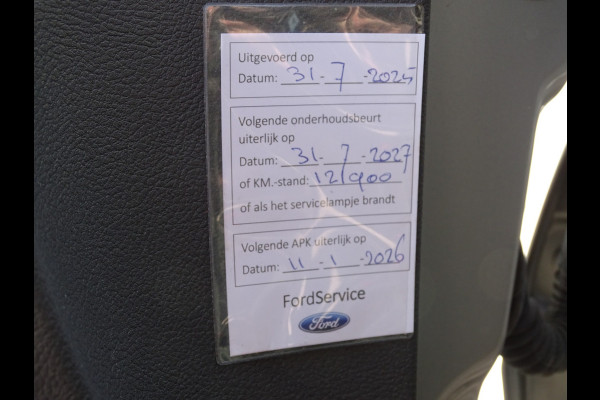 Uitgevoerd op
Datum: 31-7-2025
Volgende onderhoudsbeurt
uiterlijk op
Datum: 31-7-2027
of KM.-stand: 121900
of als het servicelampje brandt
Volgende APK uiterlijk op
Datum: 11-1-2026
FordService
Ford